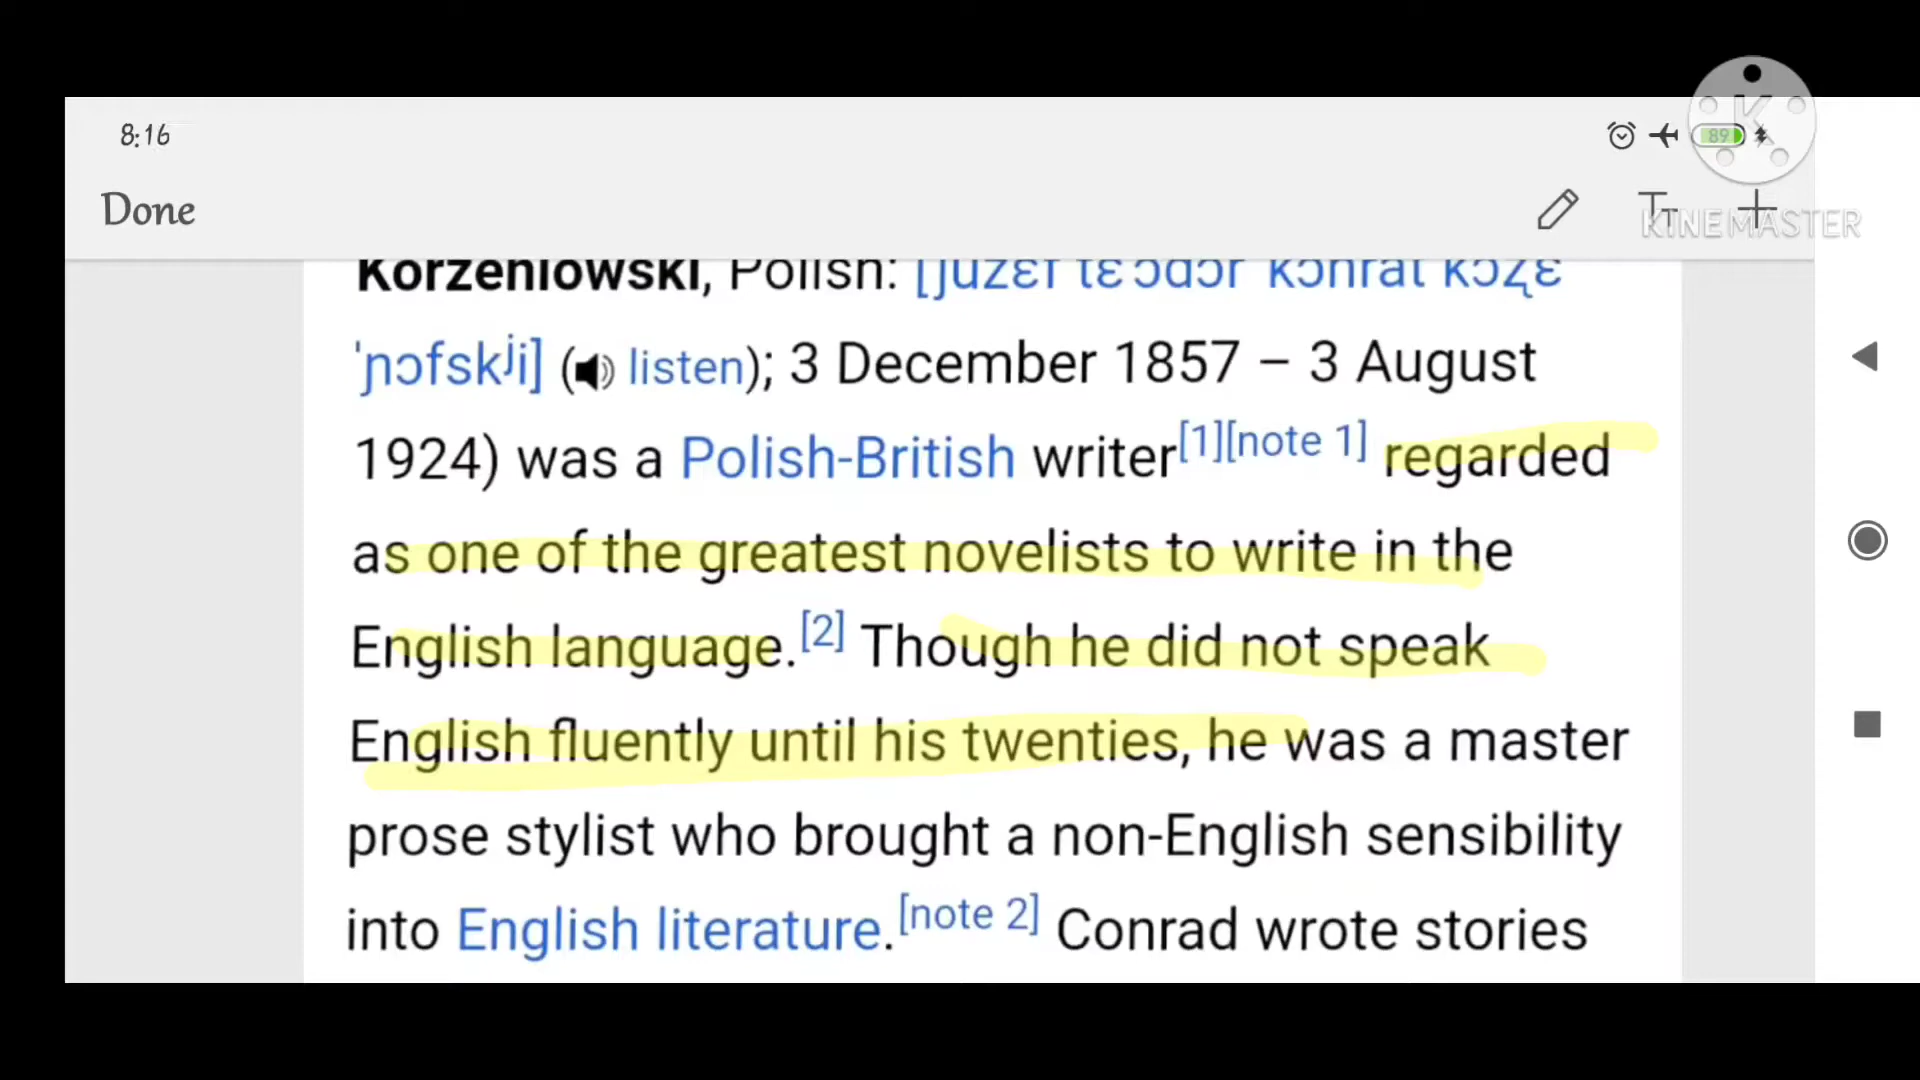 8:16
89
Done
TT
KINEMASTER
Korzeniowski, Polish: [ˈjuzɛf tɛˈɔdɔr ˈkɔnrat kɔʐɛ
ˈɲɔfskʲi] (listen); 3 December 1857 – 3 August
1924) was a Polish-British writer[1][note 1] regarded
as one of the greatest novelists to write in the
English language.[2] Though he did not speak
English fluently until his twenties, he was a master
prose stylist who brought a non-English sensibility
into English literature.[note 2] Conrad wrote stories